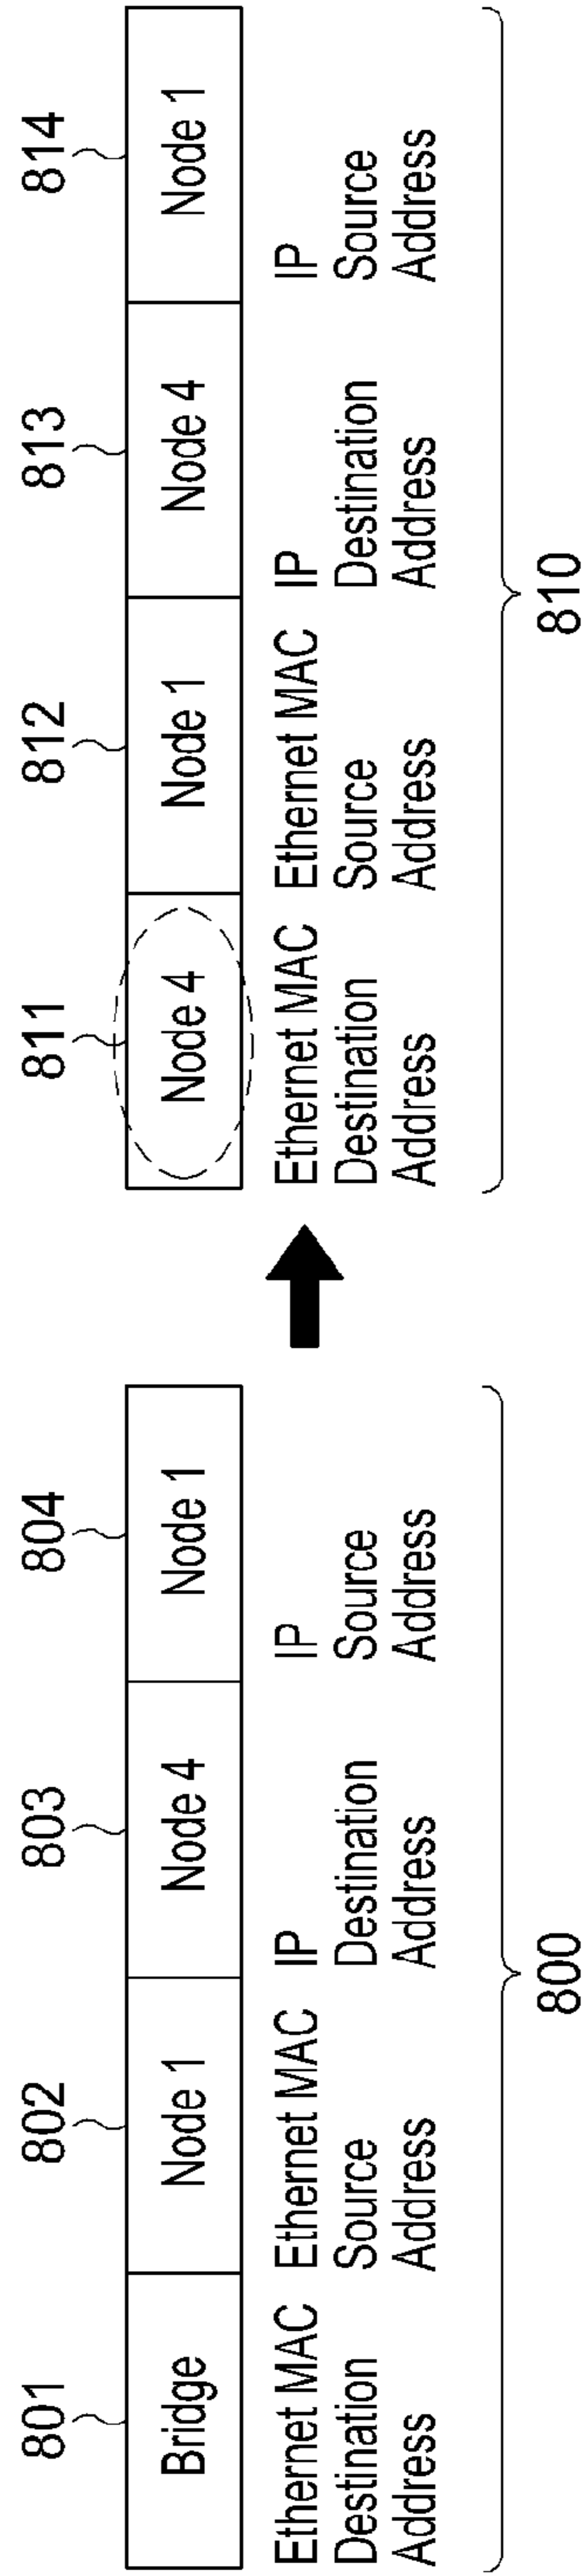 801 802 803 804
Bridge Node 1 Node 4 Node 1
Ethernet MAC Ethernet MAC IP IP
Destination Source Destination Source
Address Address Address Address
800
811 812 813 814
Node 4 Node 1 Node 4 Node 1
Ethernet MAC Ethernet MAC IP IP
Destination Source Destination Source
Address Address Address Address
810